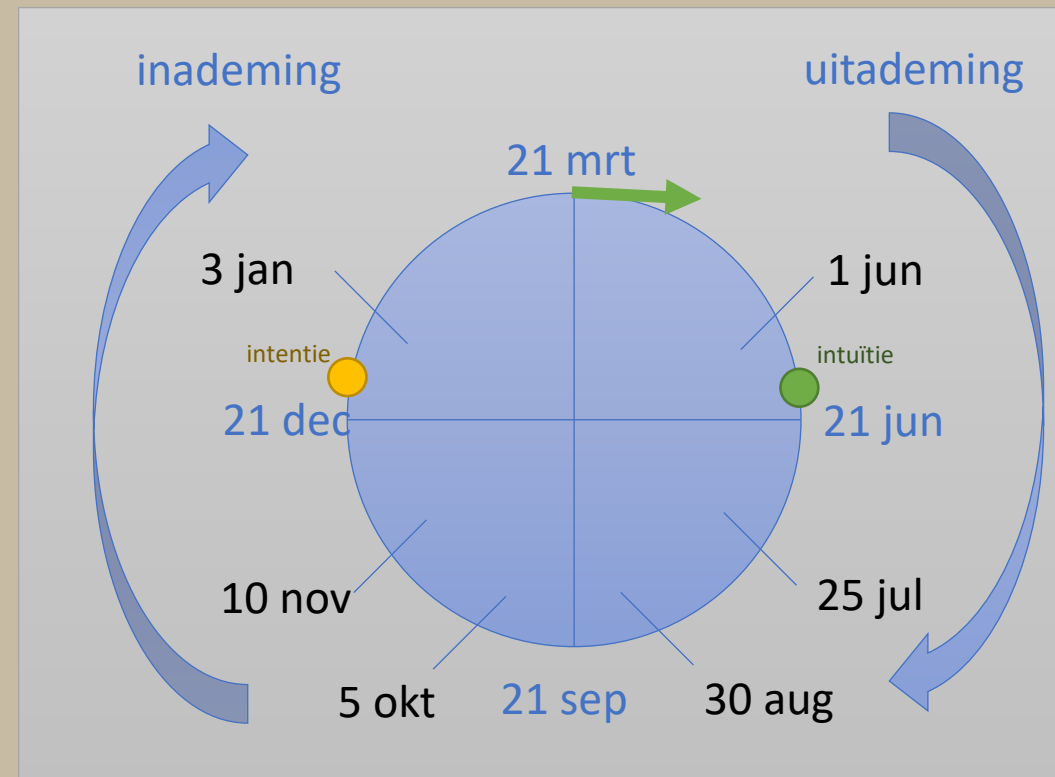 inademing
uitademing
21 mrt
3 jan
1 jun
intentie
intuïtie
21 dec
21 jun
10 nov
25 jul
5 okt
21 sep
30 aug